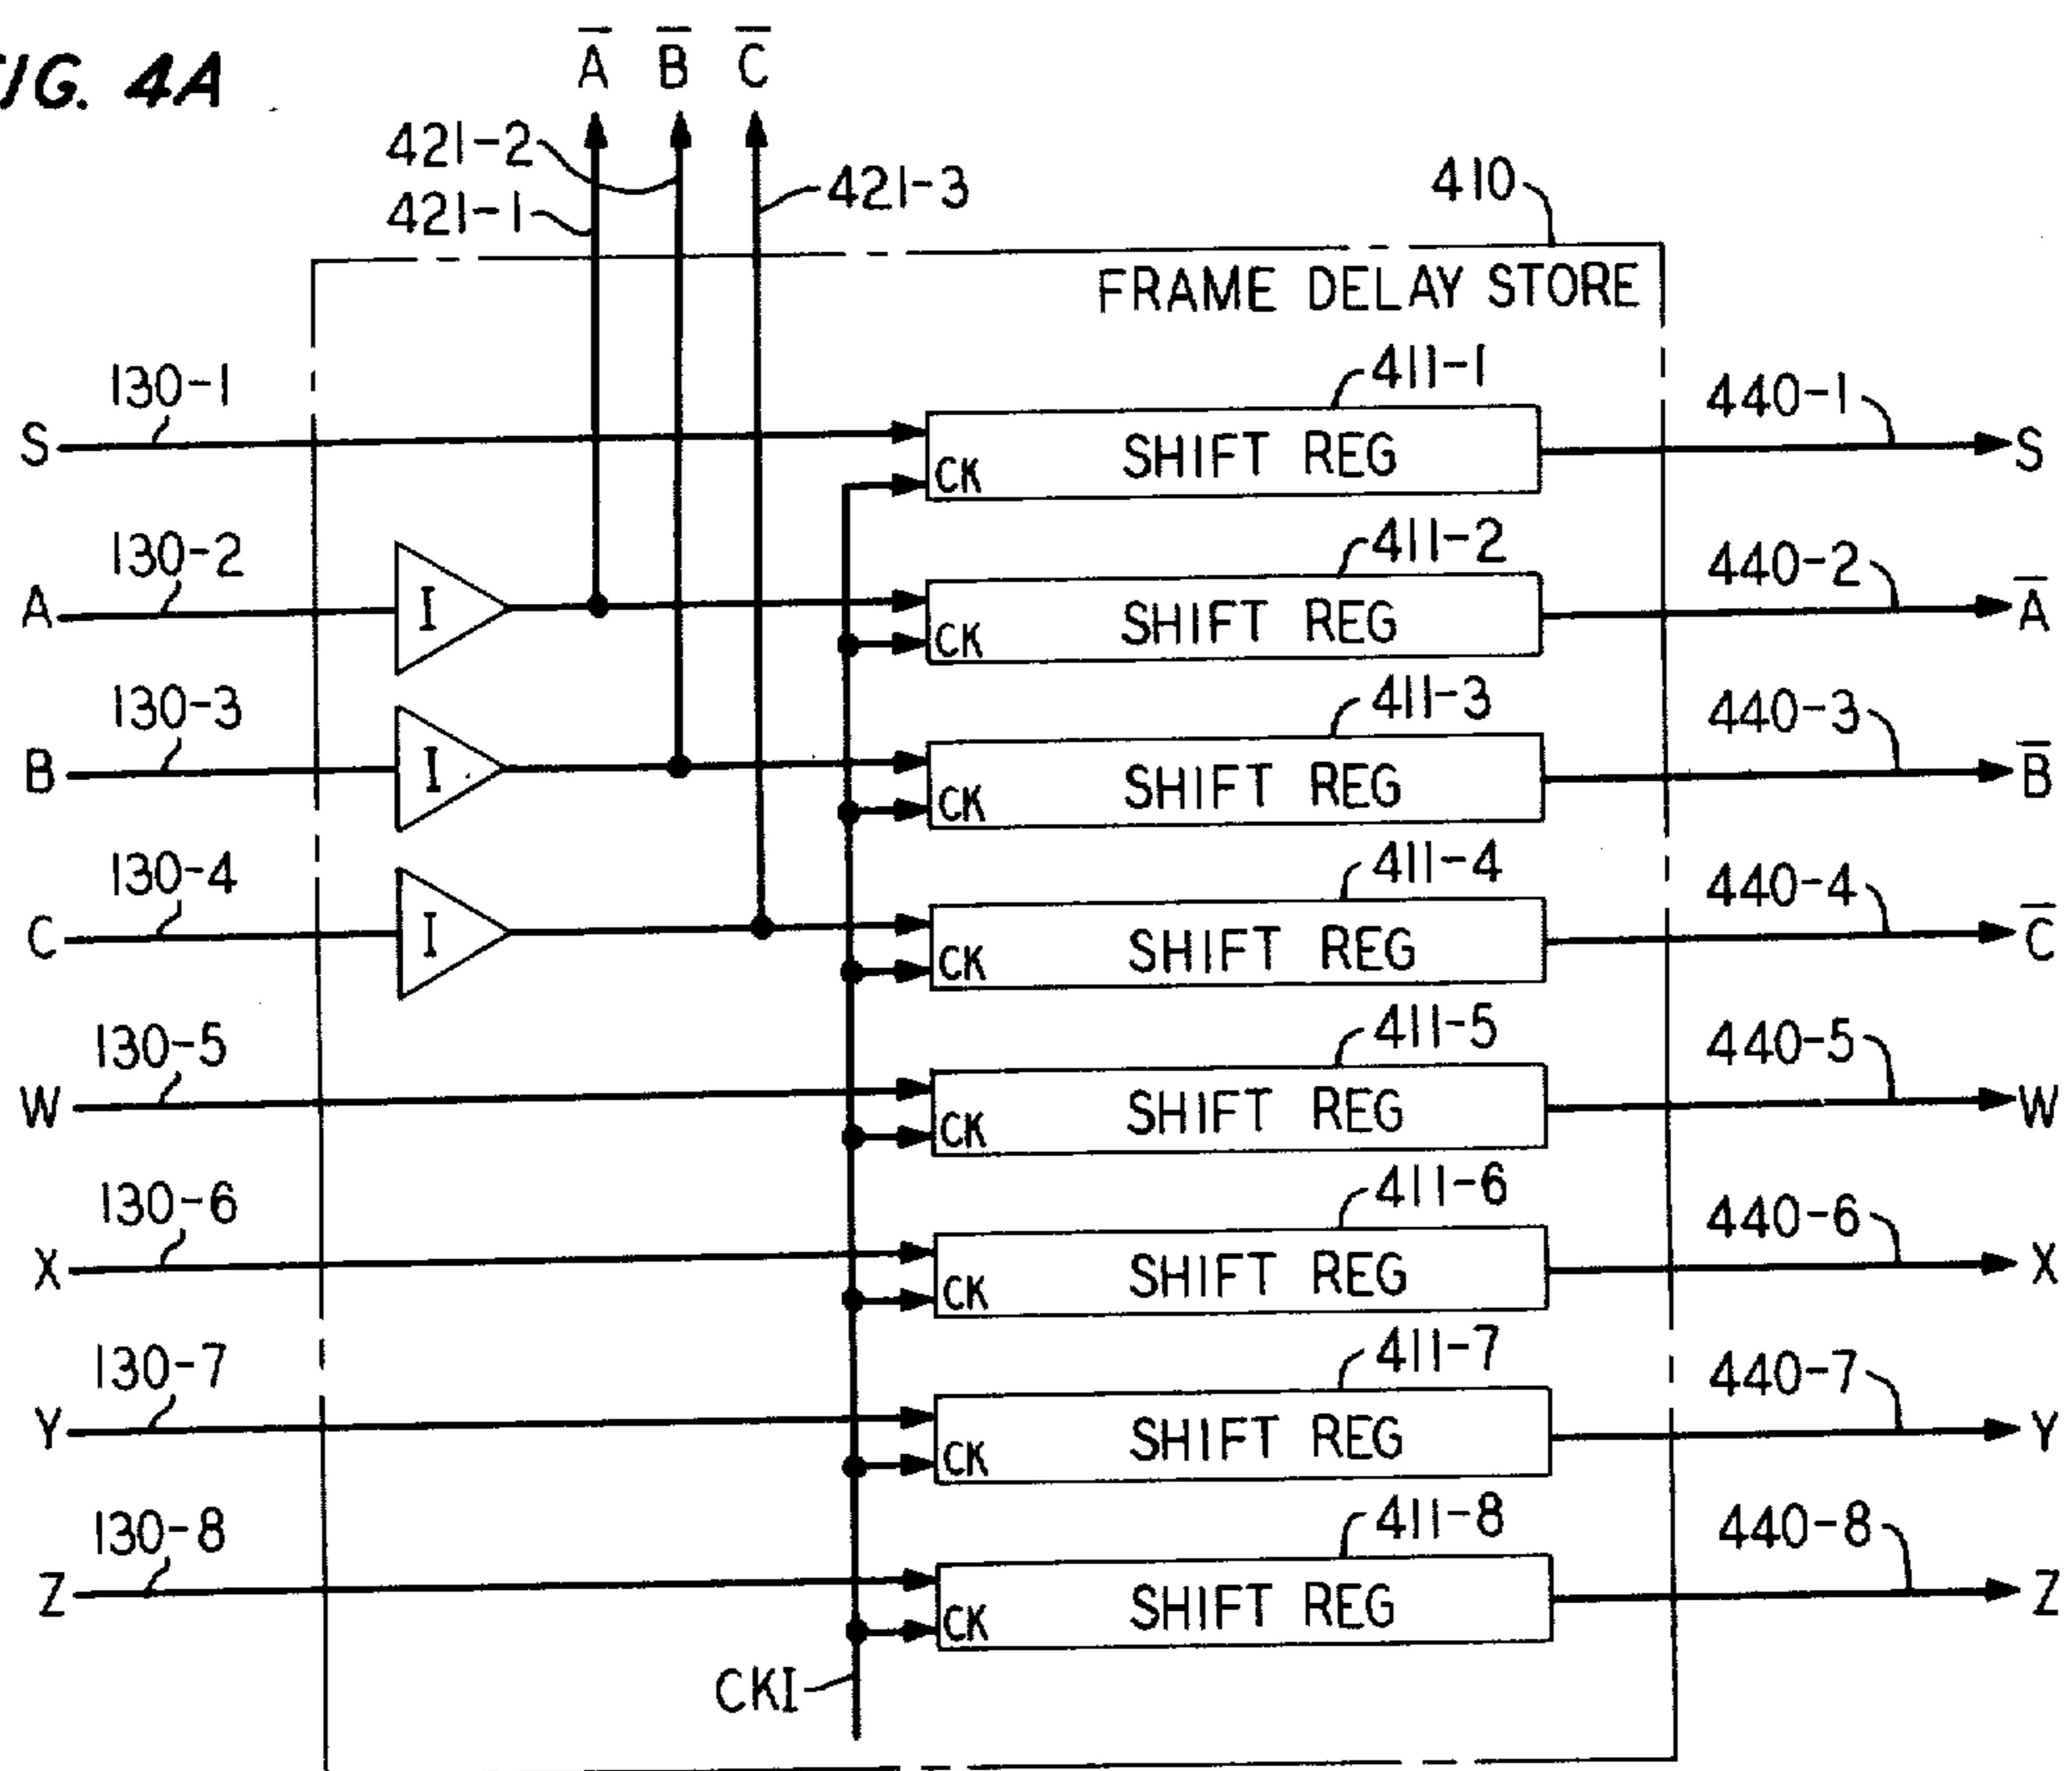 FIG. 4A
A̅ B̅ C̅
421-2
421-1
421-3
410
FRAME DELAY STORE
130-1
411-1
440-1
S
SHIFT REG
CK
S
130-2
411-2
440-2
A
I
SHIFT REG
CK
A̅
130-3
411-3
440-3
B
I
SHIFT REG
CK
B̅
130-4
411-4
440-4
C
I
SHIFT REG
CK
C̅
130-5
411-5
440-5
W
SHIFT REG
CK
W
130-6
411-6
440-6
X
SHIFT REG
CK
X
130-7
411-7
440-7
Y
SHIFT REG
CK
Y
130-8
411-8
440-8
Z
SHIFT REG
CK
Z
CKI